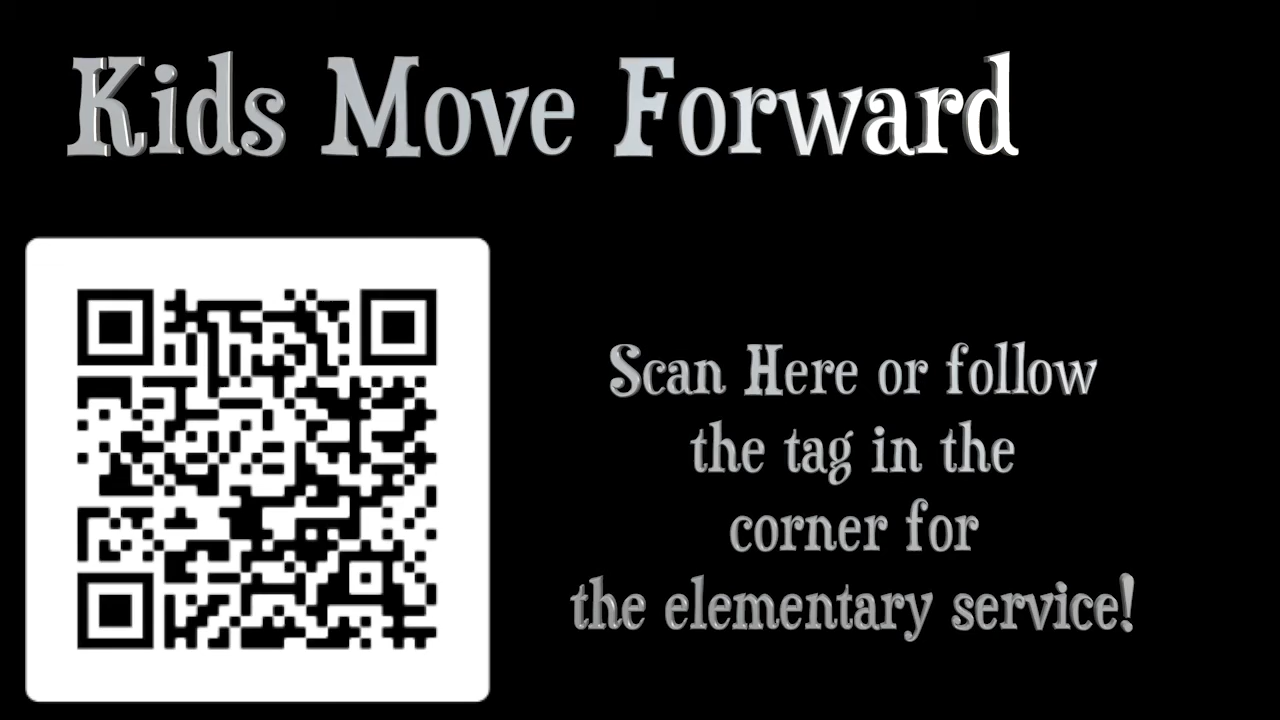 Kids Move Forward
Scan Here or follow
the tag in the
corner for
the elementary service!